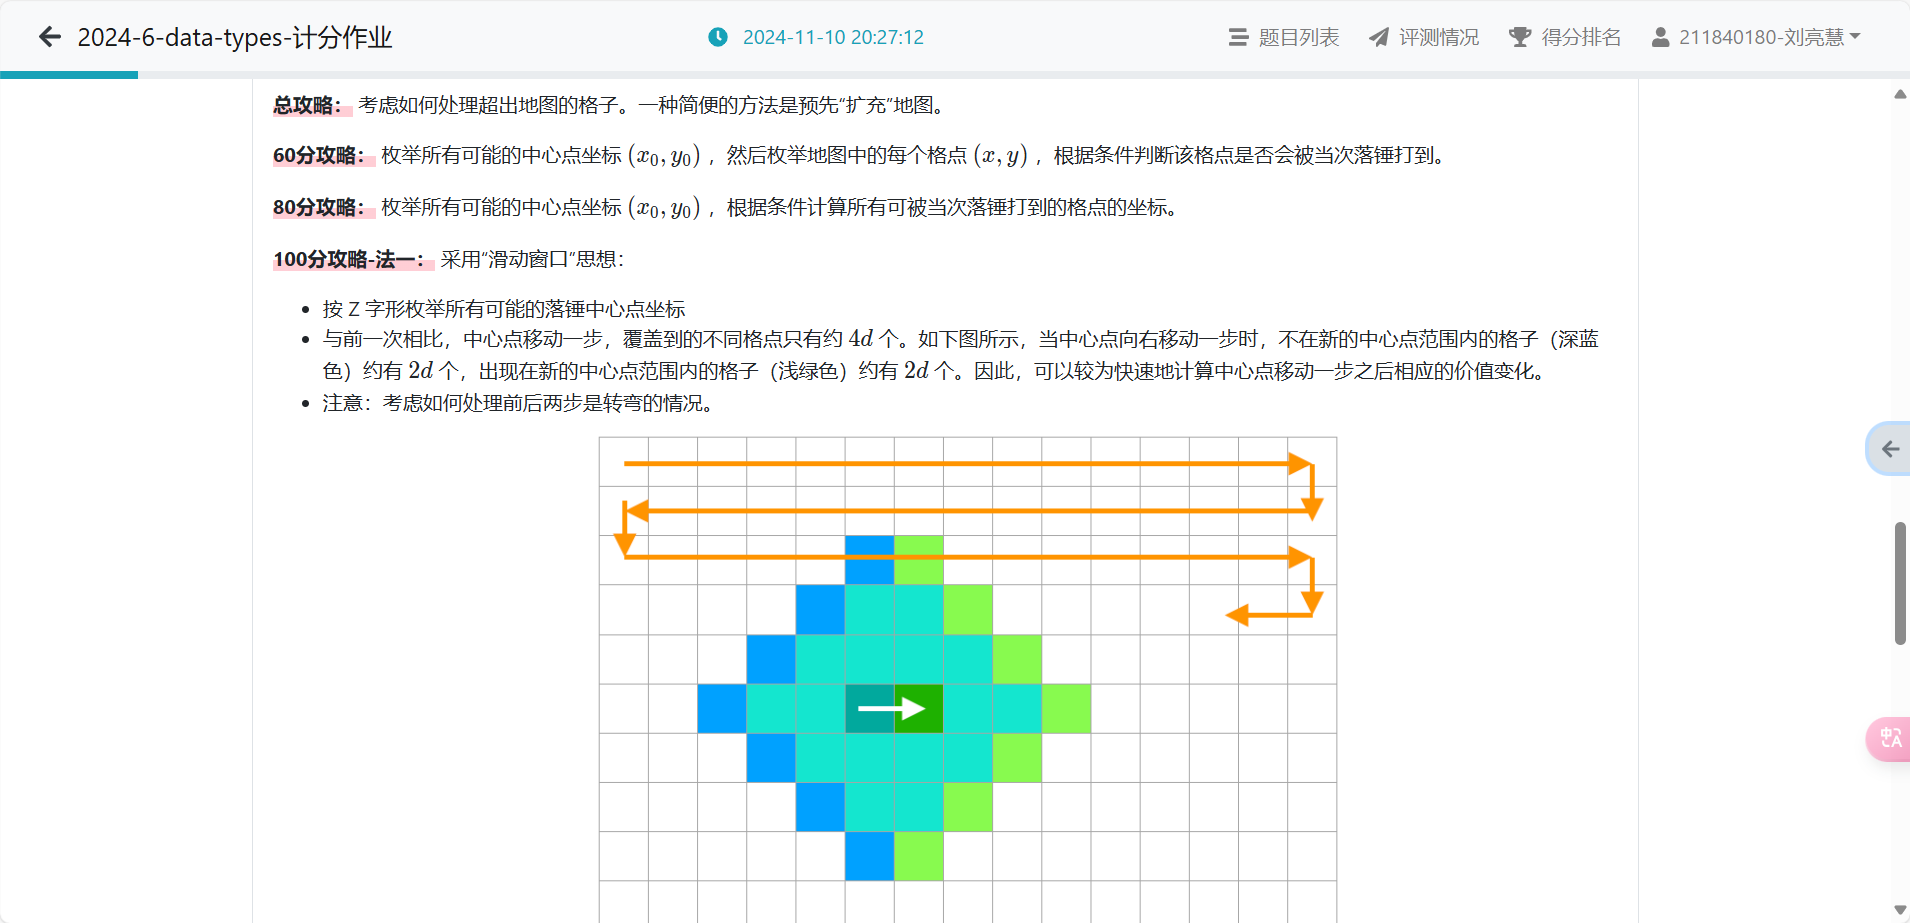 2024-6-data-types-计分作业
2024-11-10 20:27:12
题目列表
评测情况
得分排名
211840180-刘亮慧
总攻略： 考虑如何处理超出地图的格子。一种简便的方法是预先“扩充”地图。
60分攻略： 枚举所有可能的中心点坐标 (x₀, y₀) ，然后枚举地图中的每个格点 (x, y) ，根据条件判断该格点是否会被当次落锤打到。
80分攻略： 枚举所有可能的中心点坐标 (x₀, y₀) ，根据条件计算所有可被当次落锤打到的格点的坐标。
100分攻略-法一： 采用“滑动窗口”思想：
• 按 Z 字形枚举所有可能的落锤中心点坐标
• 与前一次相比，中心点移动一步，覆盖到的不同格点只有约 4d 个。如下图所示，当中心点向右移动一步时，不在新的中心点范围内的格子（深蓝
色）约有 2d 个，出现在新的中心点范围内的格子（浅绿色）约有 2d 个。因此，可以较为快速地计算中心点移动一步之后相应的价值变化。
• 注意：考虑如何处理前后两步是转弯的情况。
中A